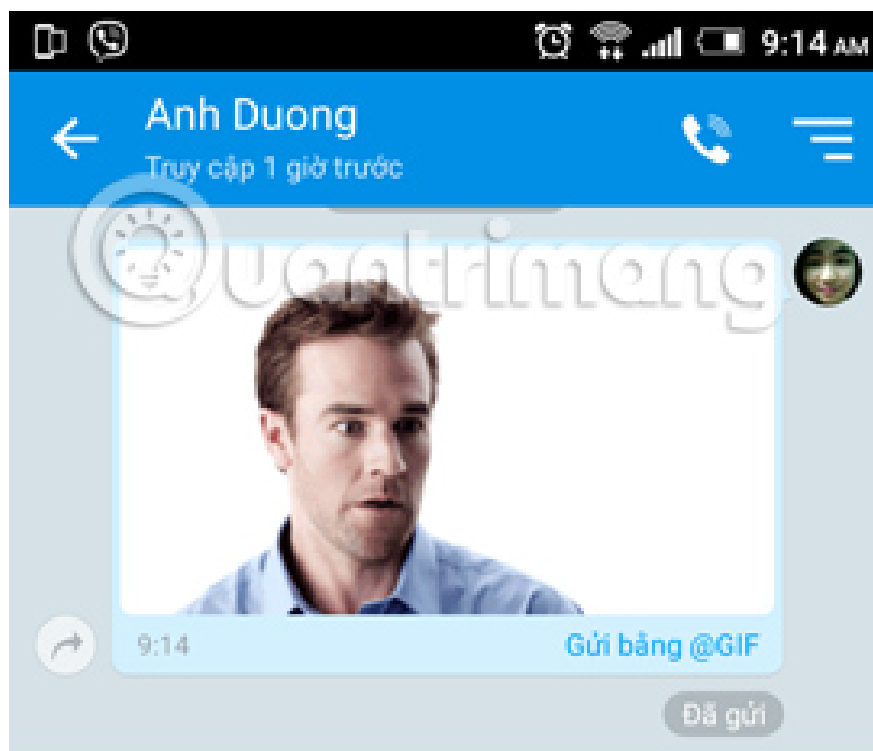 9:14 AM
Anh Duong
Truy cập 1 giờ trước
Quantrimang
9:14
Gửi bằng @GIF
Đã gửi